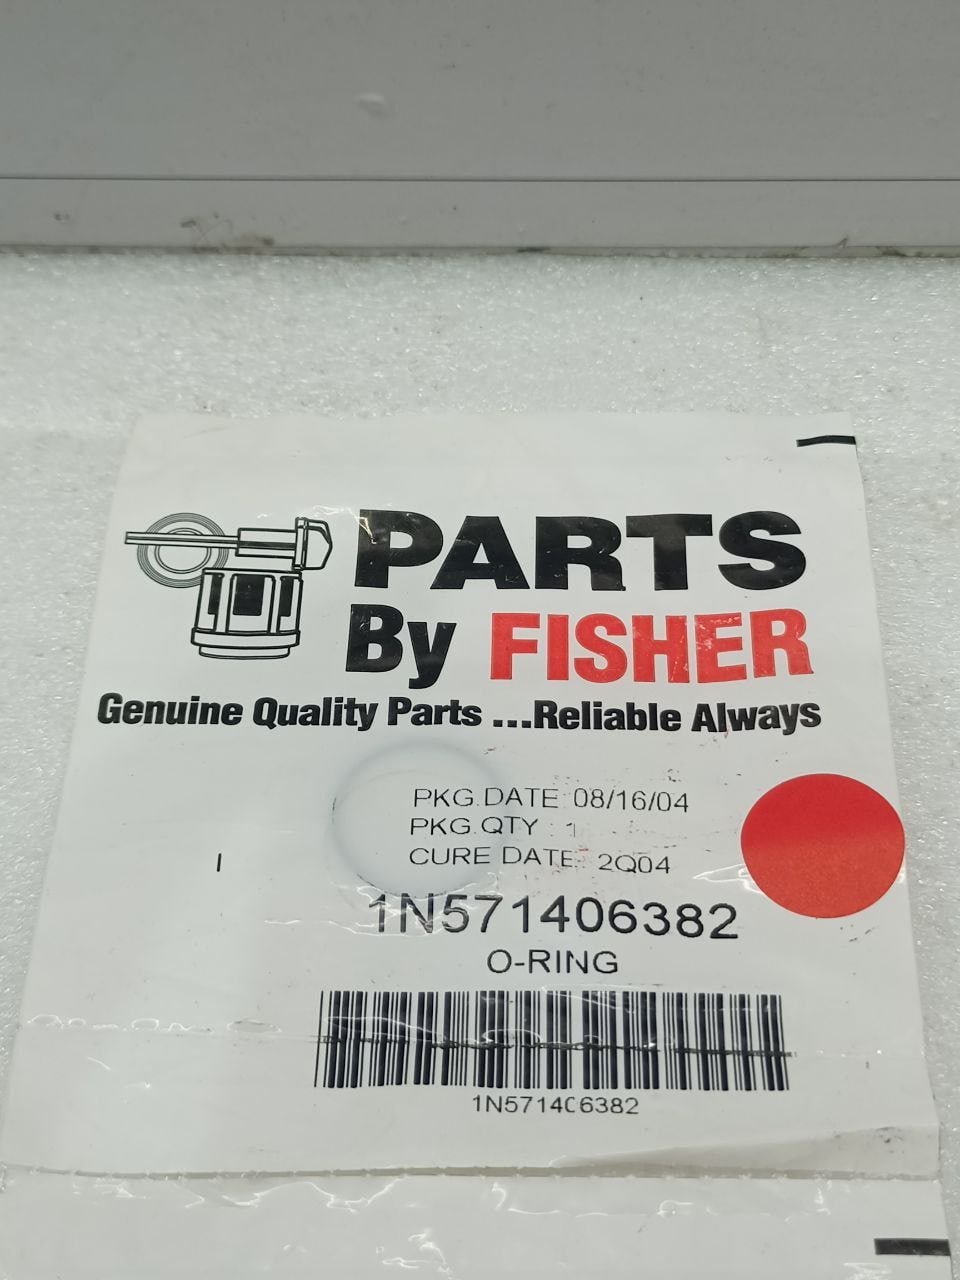 PARTS
By FISHER
Genuine Quality Parts ...Reliable Always
PKG.DATE 08/16/04
PKG.QTY : 1
CURE DATE: 2Q04
1N571406382
O-RING
1N571406382